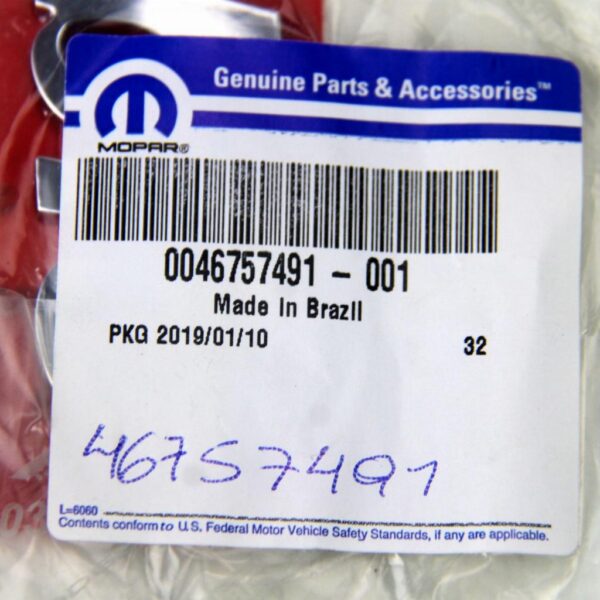 Genuine Parts & Accessories™
MOPAR®
0046757491 - 001
Made in Brazil
PKG 2019/01/10 32
46757491
L=6060
Contents conform to U.S. Federal Motor Vehicle Safety Standards, if any are applicable.